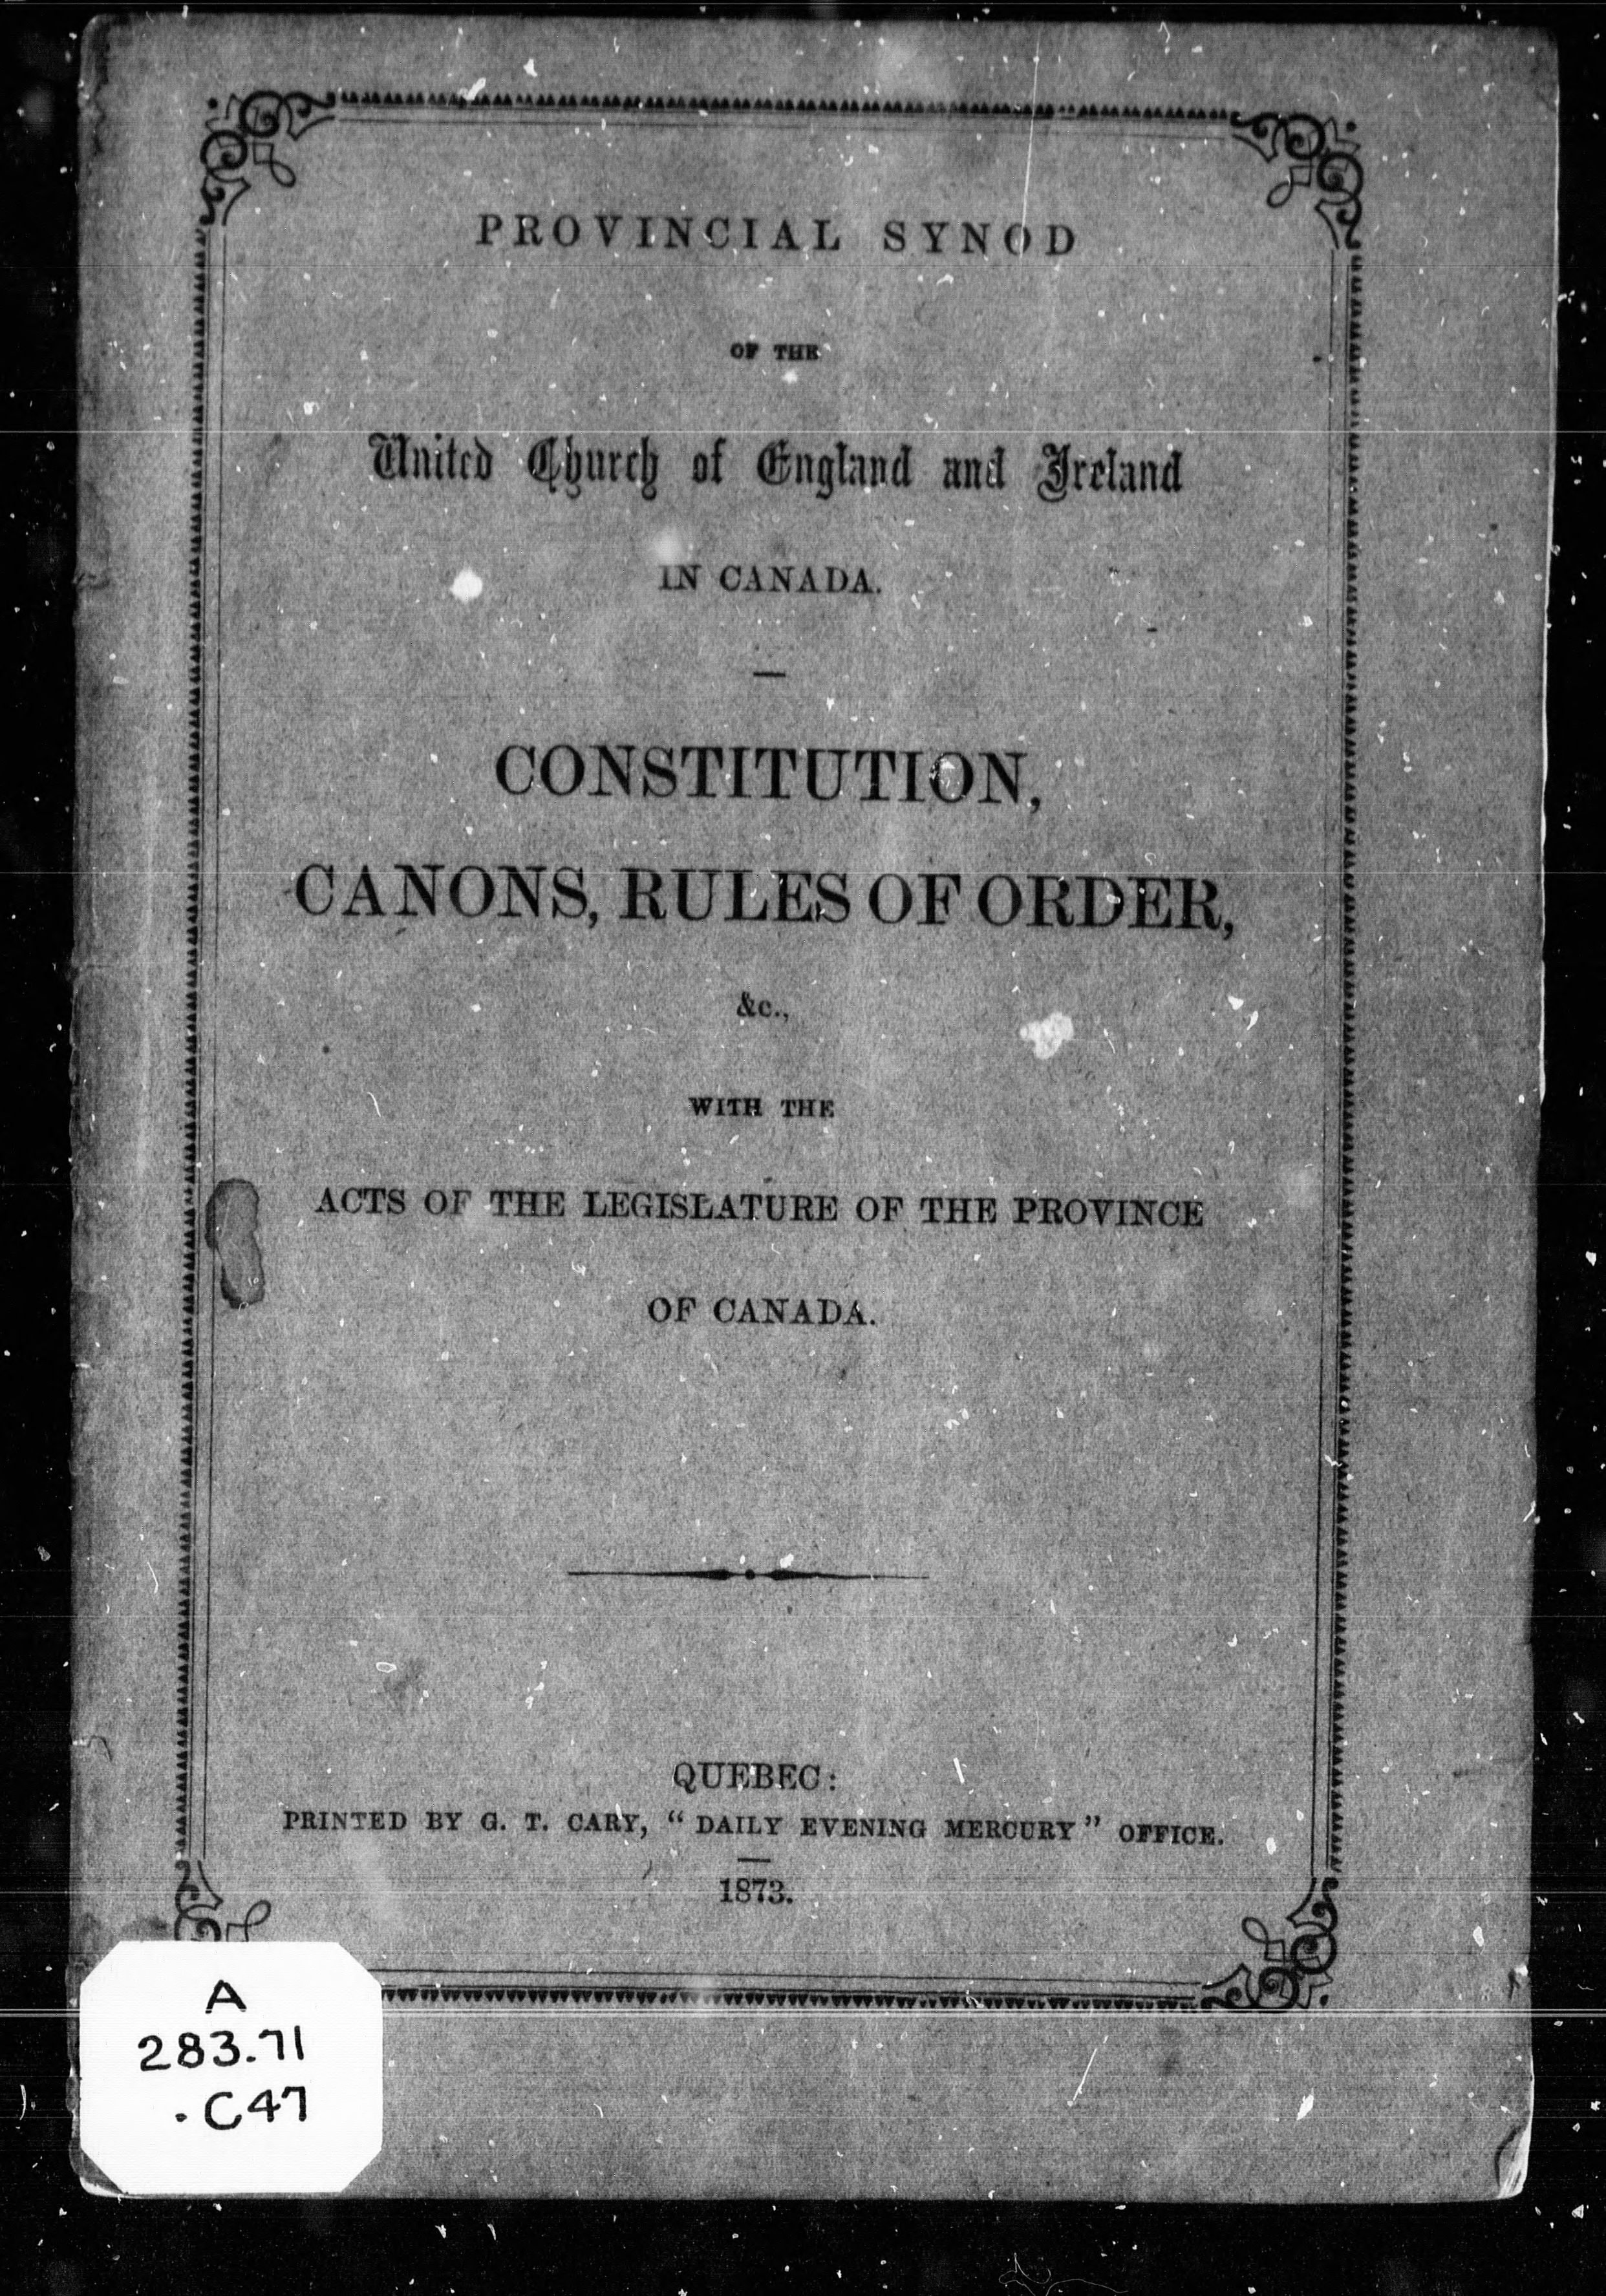 PROVINCIAL SYNOD
OF THE
United Church of England and Ireland
IN CANADA.
CONSTITUTION,
CANONS, RULES OF ORDER,
&c.,
WITH THE
ACTS OF THE LEGISLATURE OF THE PROVINCE
OF CANADA.
QUEBEC:
PRINTED BY G. T. CARY, “ DAILY EVENING MERCURY ” OFFICE.
1873.
A
283.71
.C47